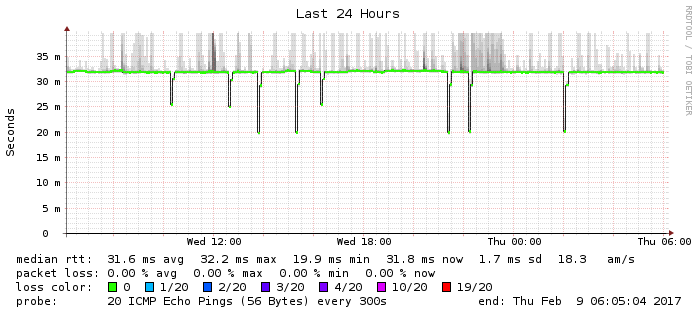 Last 24 Hours
RRDTOOL / TOBI OETIKER
Seconds
35 m
30 m
25 m
20 m
15 m
10 m
5 m
0
Wed 12:00 Wed 18:00 Thu 00:00 Thu 06:00
median rtt: 31.6 ms avg 32.2 ms max 19.9 ms min 31.8 ms now 1.7 ms sd 18.3 am/s
packet loss: 0.00 % avg 0.00 % max 0.00 % min 0.00 % now
loss color: 0 1/20 2/20 3/20 4/20 10/20 19/20
probe: 20 ICMP Echo Pings (56 Bytes) every 300s end: Thu Feb 9 06:05:04 2017